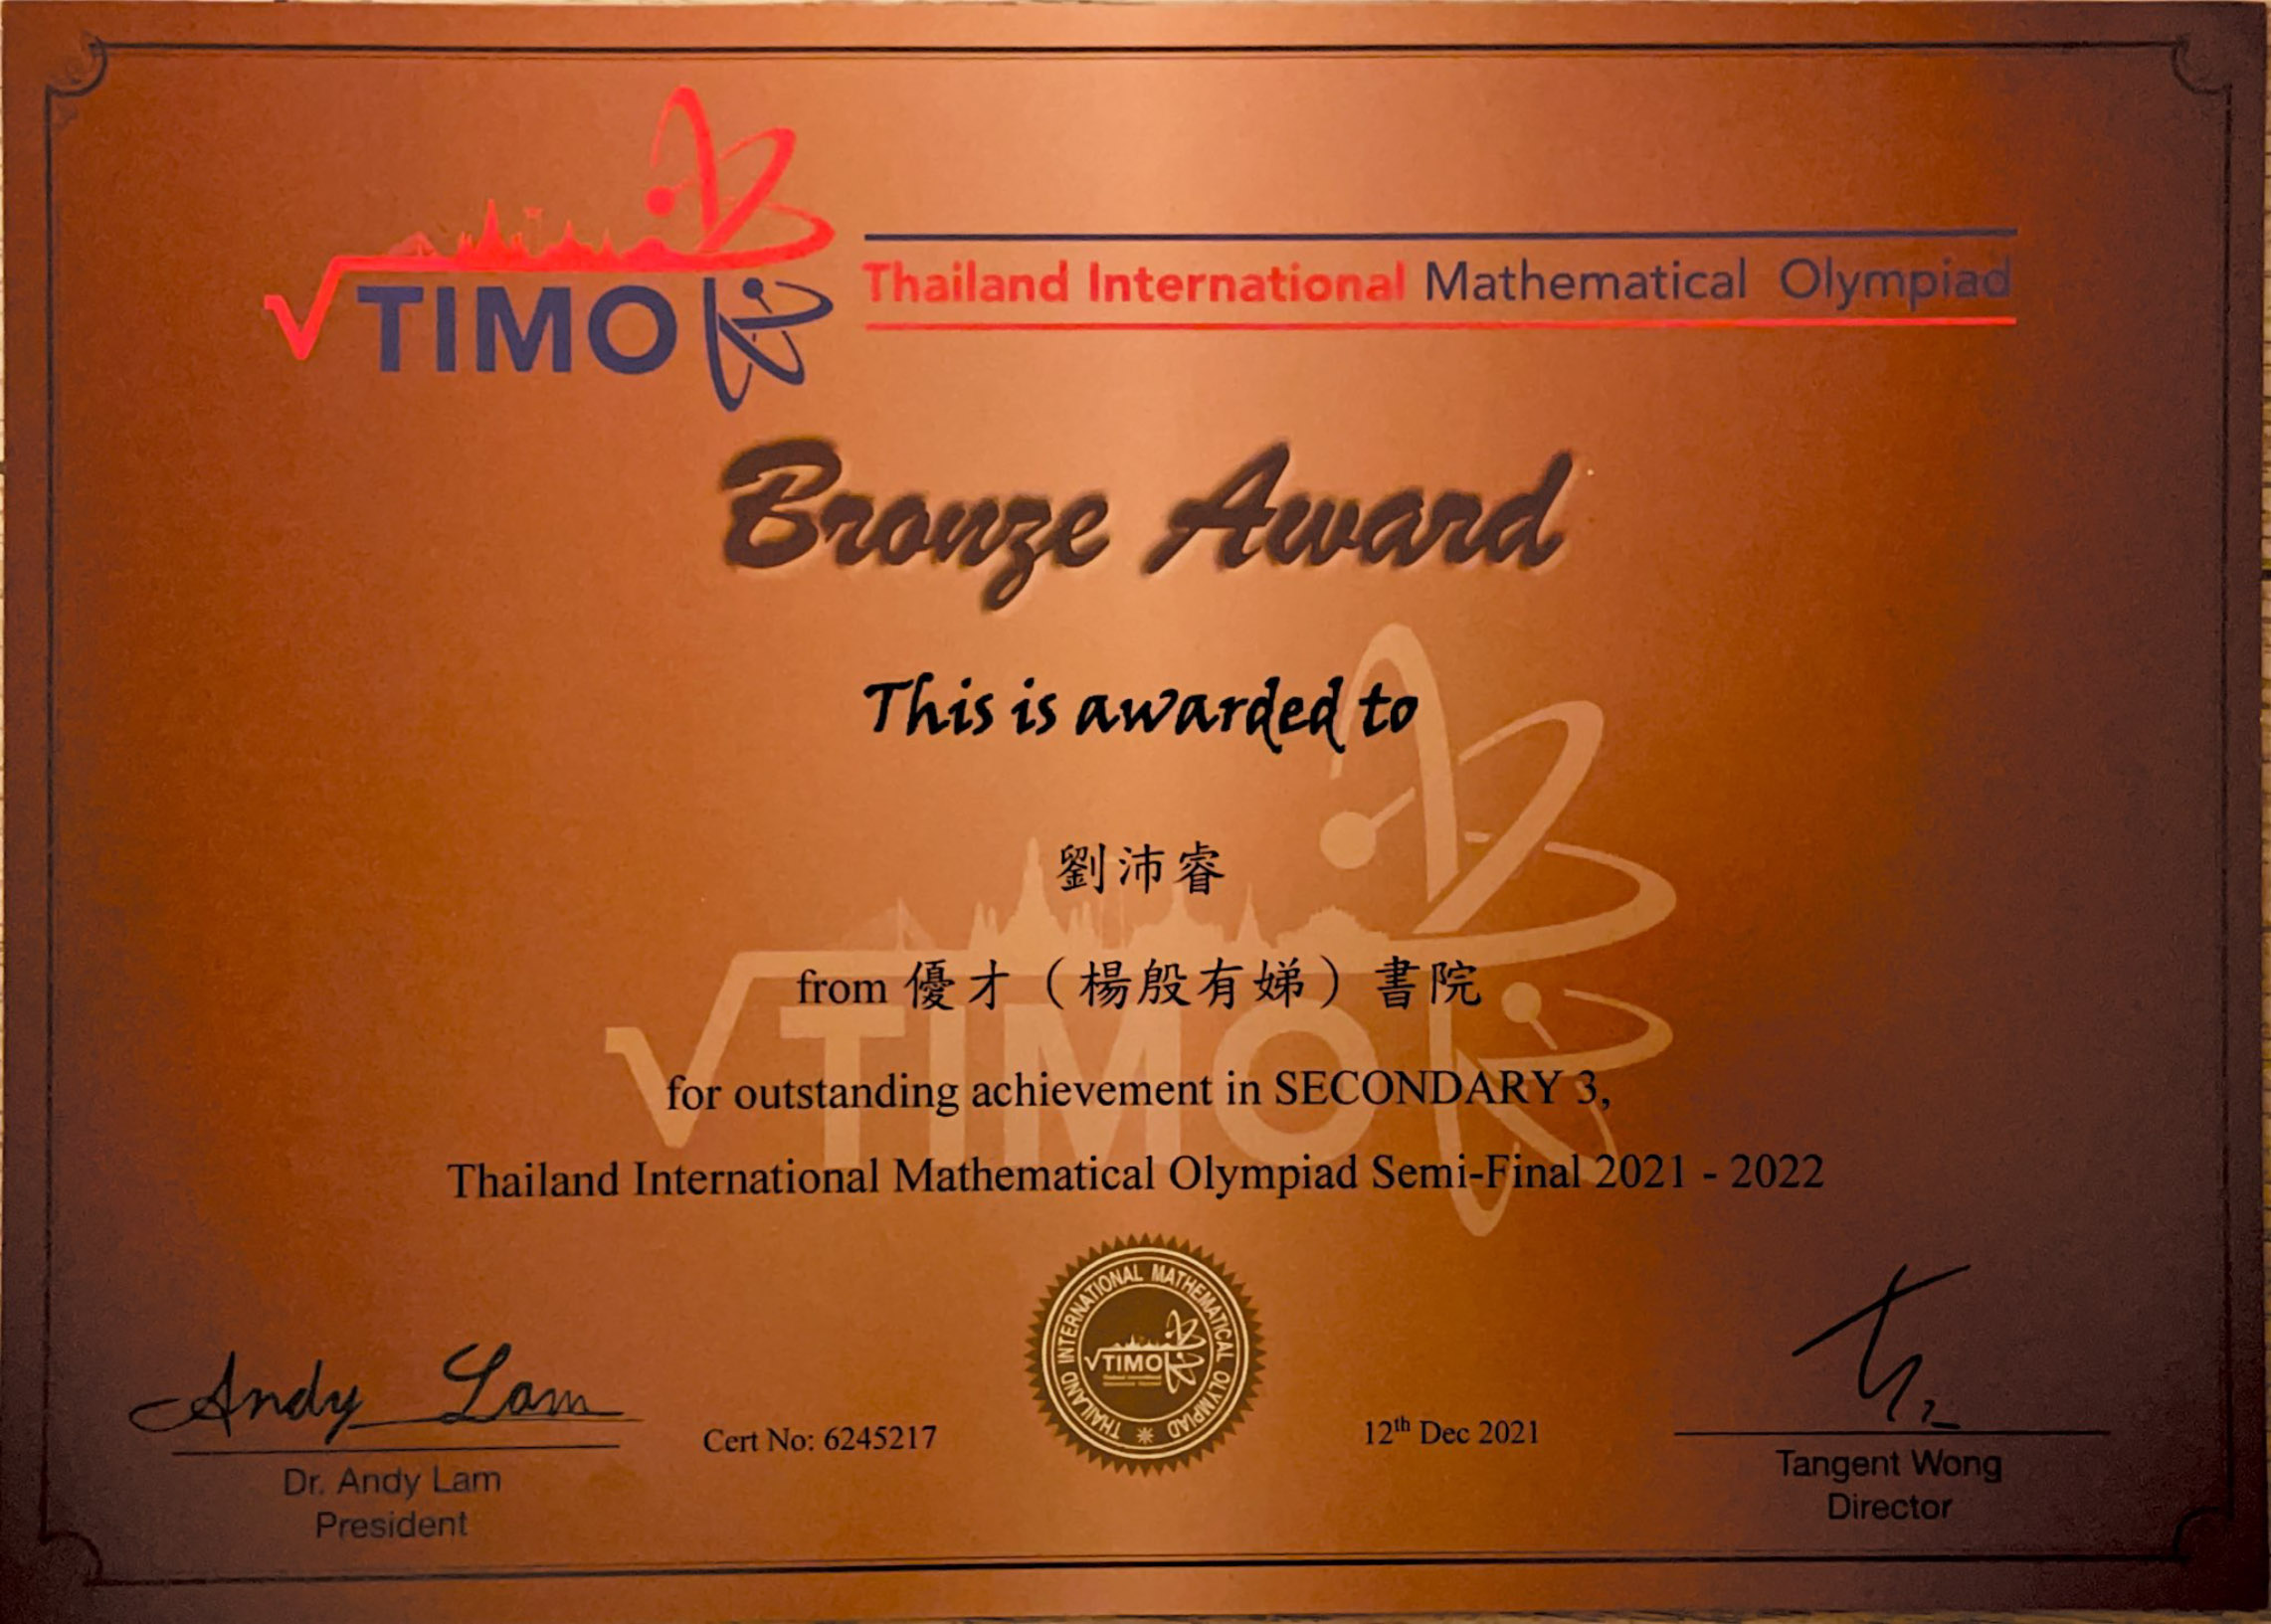 TIMO
Thailand International Mathematical Olympiad
Bronze Award
This is awarded to
劉沛睿
from 優才（楊殷有娣）書院
TIMO
for outstanding achievement in SECONDARY 3,
Thailand International Mathematical Olympiad Semi-Final 2021 - 2022
THAILAND INTERNATIONAL MATHEMATICAL OLYMPIAD
TIMO
Andy Lam
Cert No: 6245217
12th Dec 2021
Dr. Andy Lam
President
Tangent Wong
Director